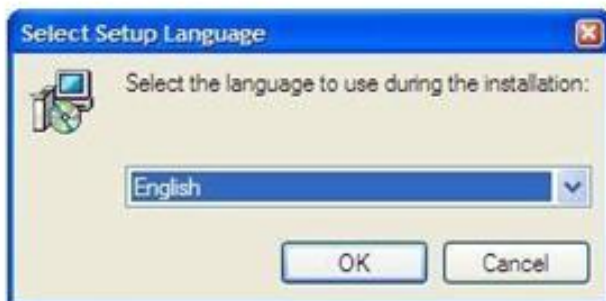 Select Setup Language
Select the language to use during the installation:
English
OK
Cancel